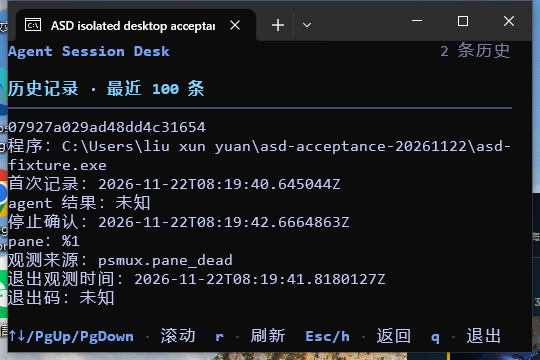 ASD isolated desktop acceptan
Agent Session Desk 2 条历史
历史记录 · 最近 100 条
07927a029ad48dd4c31654
程序: C:\Users\liu xun yuan\asd-acceptance-20261122\asd-
fixture.exe
首次记录: 2026-11-22T08:19:40.645044Z
agent 结果: 未知
停止确认: 2026-11-22T08:19:42.6664863Z
pane: %1
观测来源: psmux.pane_dead
退出观测时间: 2026-11-22T08:19:41.8180127Z
退出码: 未知
↑↓/PgUp/PgDown · 滚动 r · 刷新 Esc/h · 返回 q · 退出